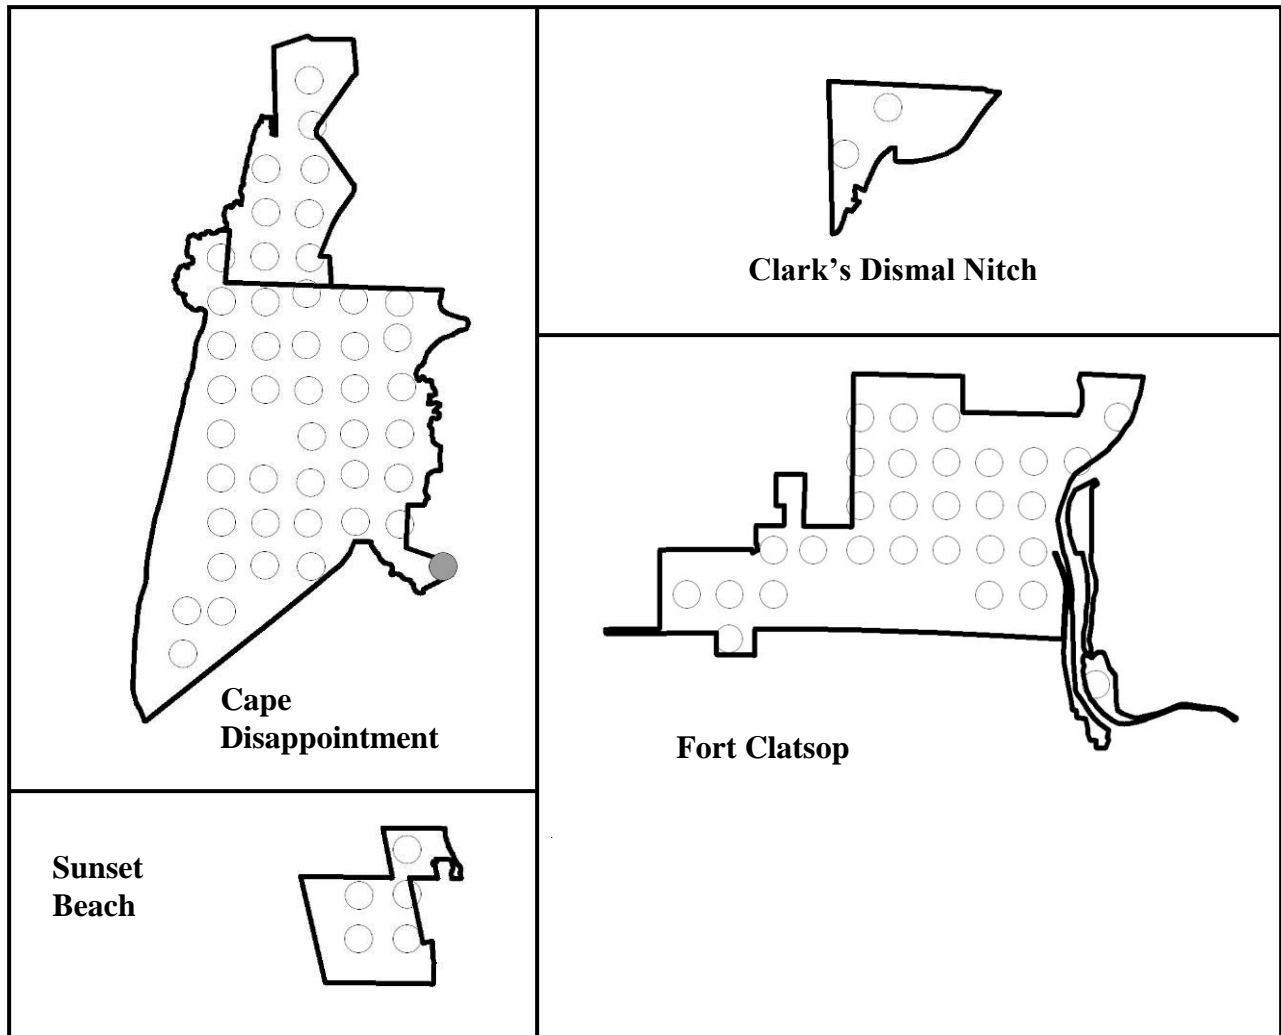 Clark’s Dismal Nitch
Cape
Disappointment
Fort Clatsop
Sunset
Beach